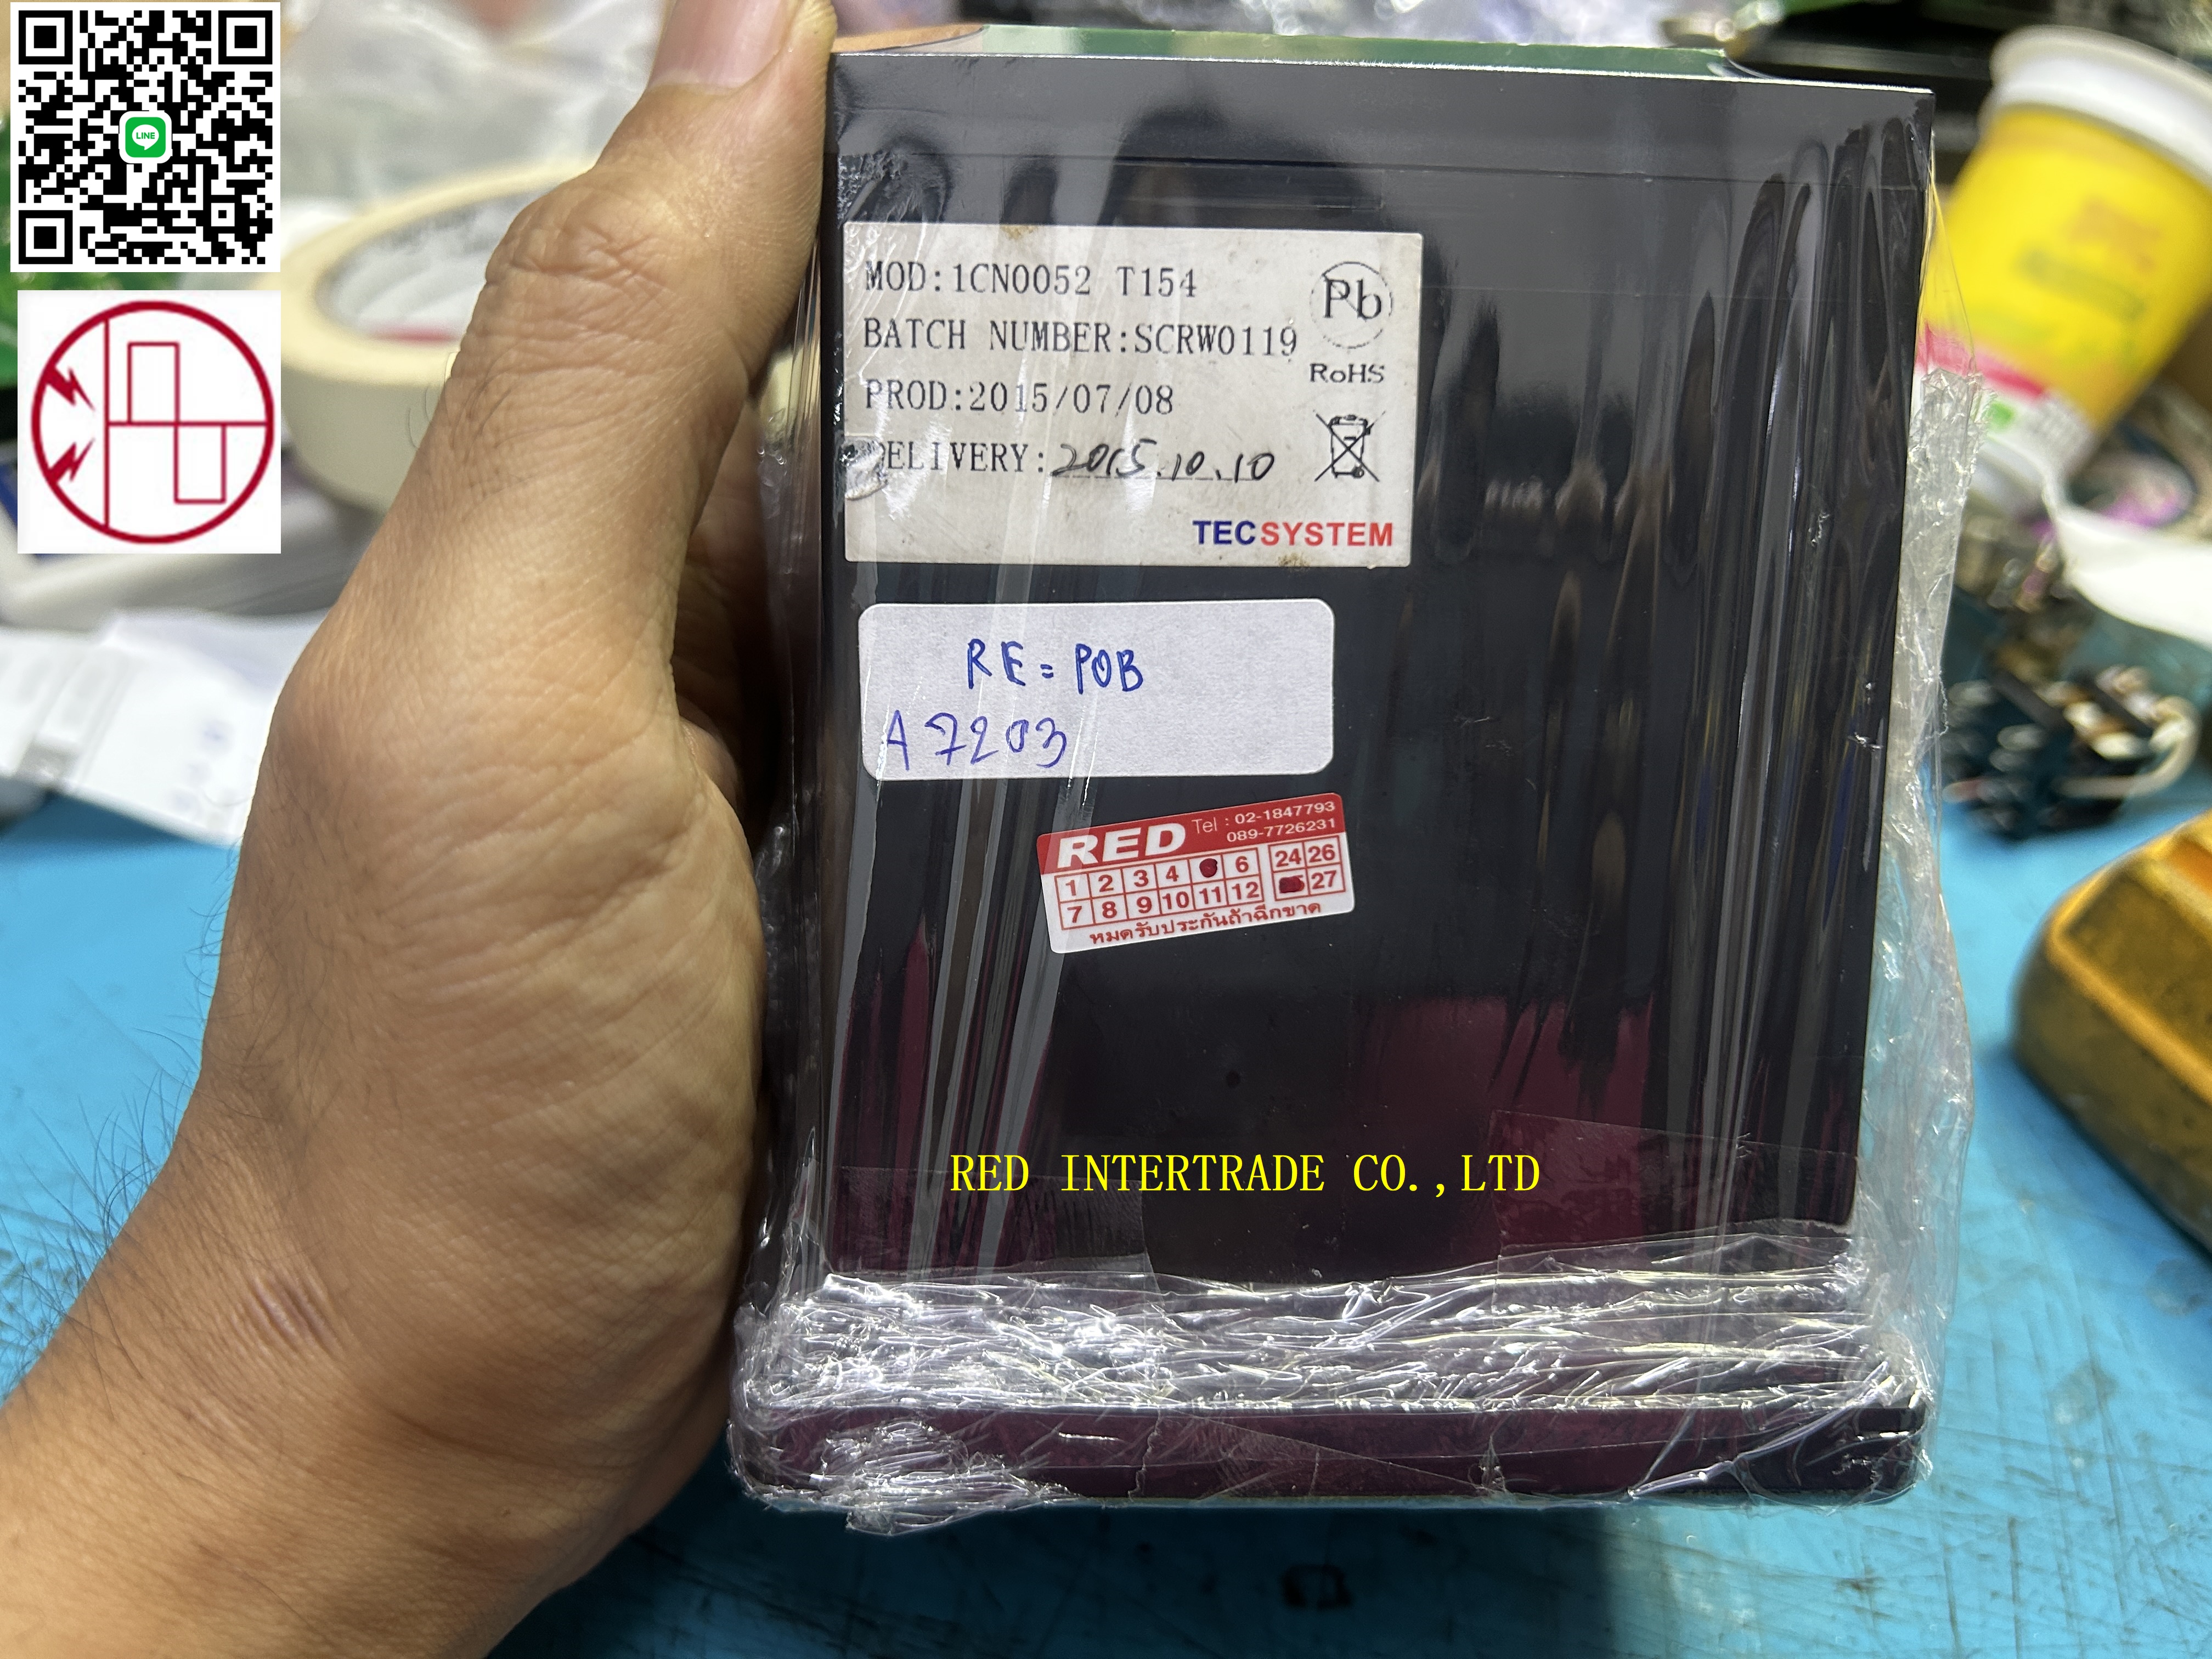 LINE
MOD:1CN0052 T154
BATCH NUMBER:SCRW0119
PROD:2015/07/08
DELIVERY:2015.10.10
Pb
RoHS
TECSYSTEM
RE=POB
A7203
RED Tel : 02-1847793
089-7726231
1 2 3 4 6 24 26
7 8 9 10 11 12 27
หมดรับประกันถ้าฉีกขาด
RED INTERTRADE CO.,LTD